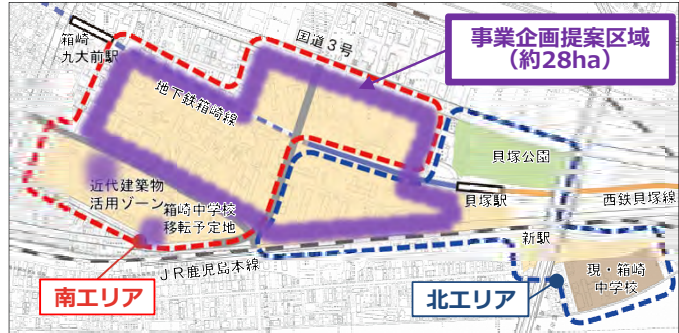 箱崎
九大前駅
国道3号
事業企画提案区域
(約28ha)
地下鉄箱崎線
貝塚公園
近代建築物
活用ゾーン
箱崎中学校
移転予定地
貝塚駅
西鉄貝塚線
新駅
JR鹿児島本線
現・箱崎
中学校
南エリア
北エリア